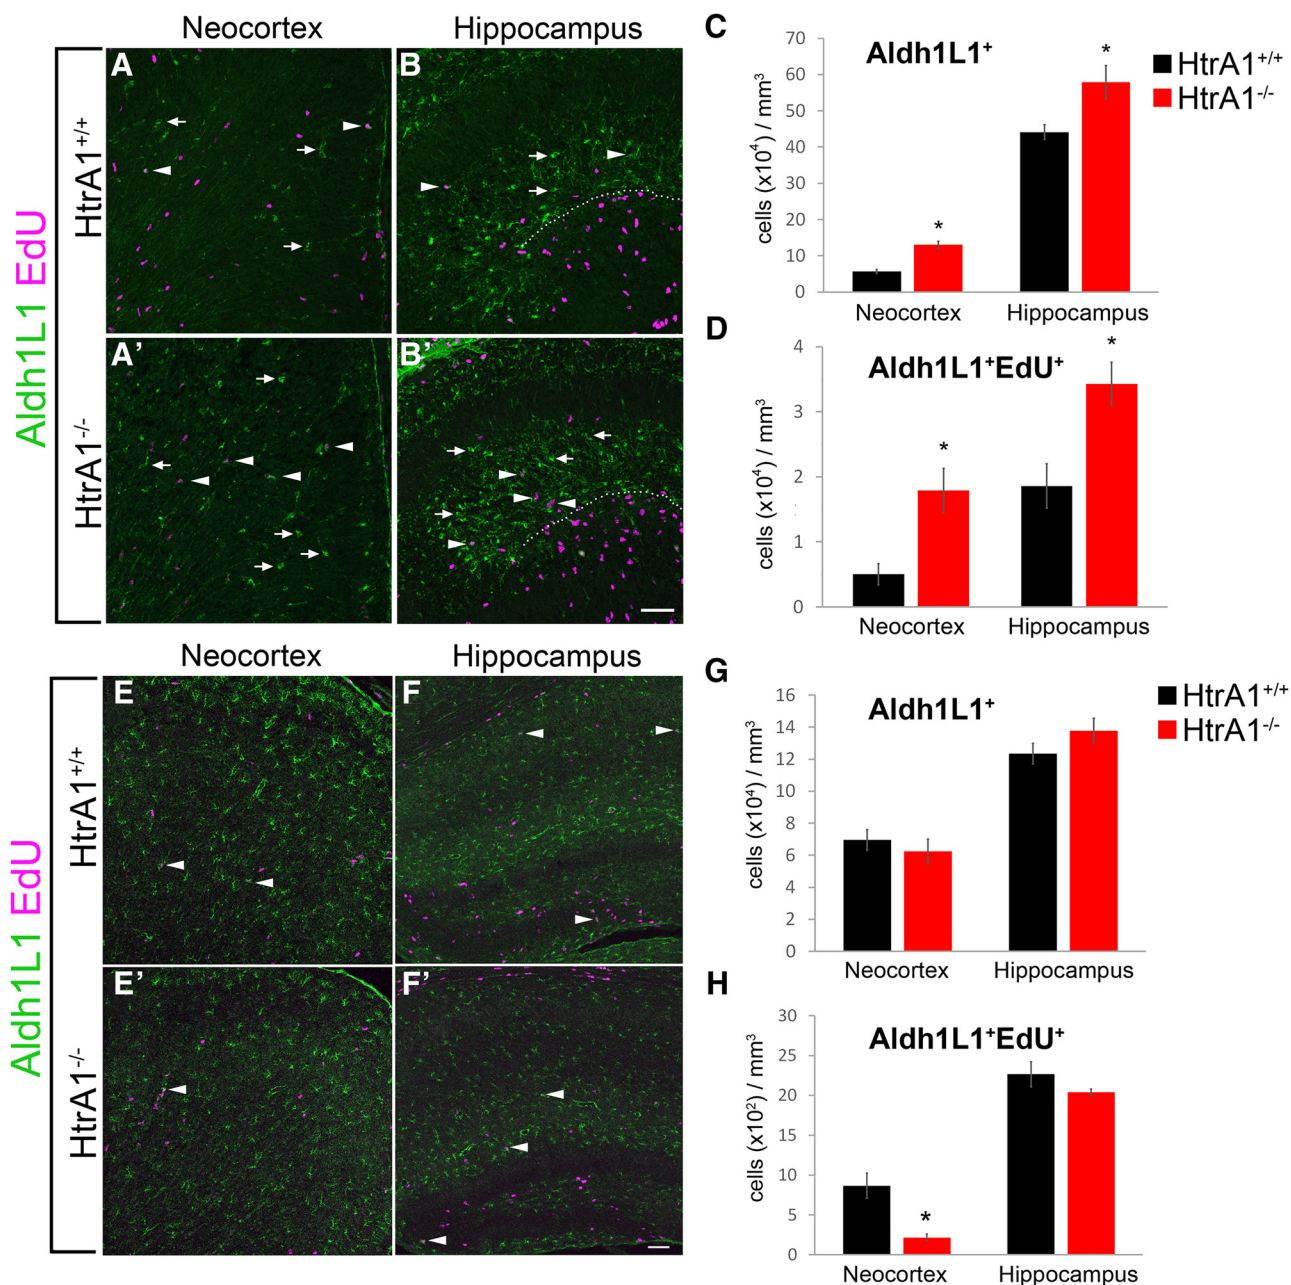 Neocortex
Hippocampus
Aldh1L1 EdU
HtrA1+/+
HtrA1-/-
A
B
A'
B'
C
70
60
50
40
30
20
10
0
cells (x10⁴) / mm³
Aldh1L1⁺
HtrA1⁺/⁺
HtrA1⁻/⁻
*
*
Neocortex
Hippocampus
D
4
3
2
1
0
cells (x10⁴) / mm³
Aldh1L1⁺EdU⁺
*
*
Neocortex
Hippocampus
Neocortex
Hippocampus
Aldh1L1 EdU
HtrA1+/+
HtrA1-/-
E
F
E'
F'
G
16
14
12
10
8
6
4
2
0
cells (x10⁴) / mm³
Aldh1L1⁺
HtrA1⁺/⁺
HtrA1⁻/⁻
Neocortex
Hippocampus
H
30
25
20
15
10
5
0
cells (x10²) / mm³
Aldh1L1⁺EdU⁺
*
Neocortex
Hippocampus